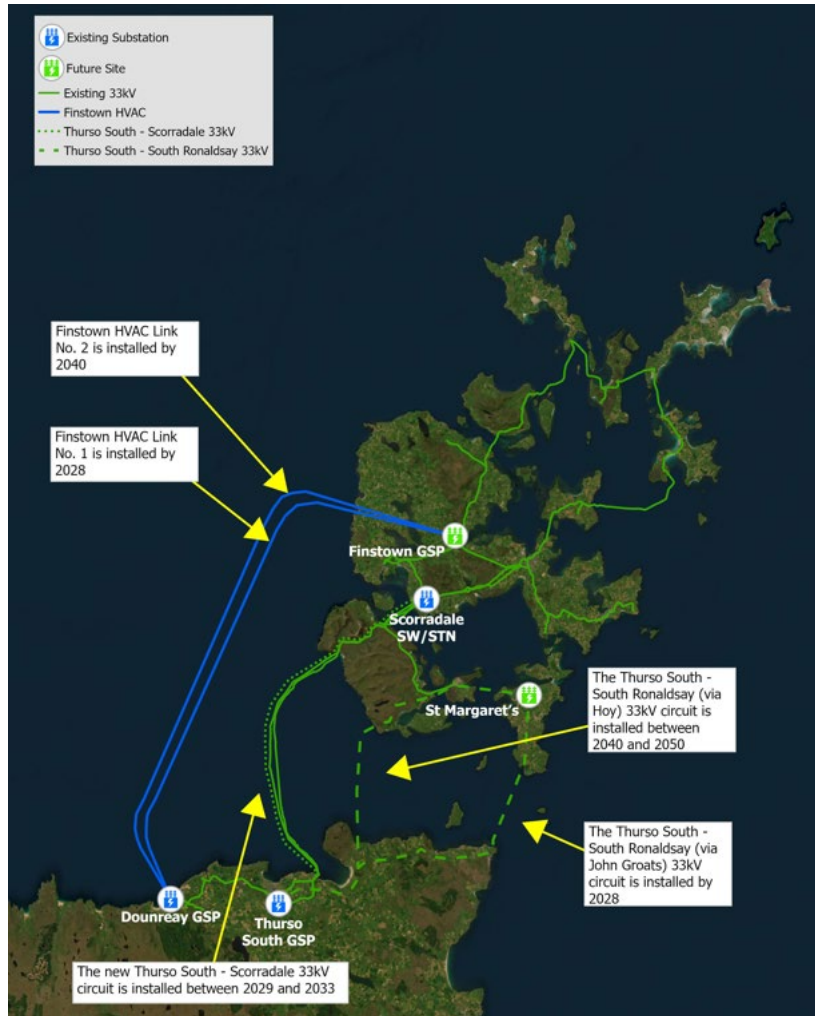 Existing Substation
Future Site
Existing 33kV
Finstown HVAC
Thurso South - Scorradale 33kV
Thurso South - South Ronaldsay 33kV
Finstown HVAC Link
No. 2 is installed by
2040
Finstown HVAC Link
No. 1 is installed by
2028
Finstown GSP
Scorradale
SW/STN
St Margaret's
The Thurso South -
South Ronaldsay (via
Hoy) 33kV circuit is
installed between
2040 and 2050
The Thurso South -
South Ronaldsay (via
John Groats) 33kV
circuit is installed by
2028
Dounreay GSP
Thurso
South GSP
The new Thurso South - Scorradale 33kV
circuit is installed between 2029 and 2033